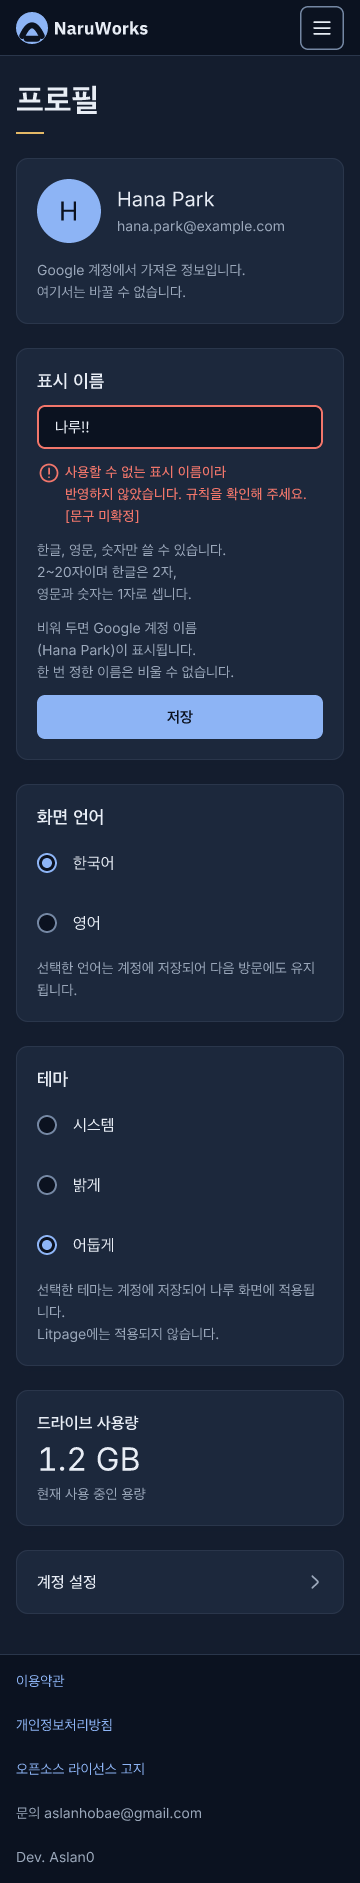 NaruWorks
프로필
H
Hana Park
hana.park@example.com
Google 계정에서 가져온 정보입니다.
여기서는 바꿀 수 없습니다.
표시 이름
나루!!
사용할 수 없는 표시 이름이라
반영하지 않았습니다. 규칙을 확인해 주세요.
[문구 미확정]
한글, 영문, 숫자만 쓸 수 있습니다.
2~20자이며 한글은 2자,
영문과 숫자는 1자로 셉니다.
비워 두면 Google 계정 이름
(Hana Park)이 표시됩니다.
한 번 정한 이름은 비울 수 없습니다.
저장
화면 언어
한국어
영어
선택한 언어는 계정에 저장되어 다음 방문에도 유지
됩니다.
테마
시스템
밝게
어둡게
선택한 테마는 계정에 저장되어 나루 화면에 적용됩
니다.
Litpage에는 적용되지 않습니다.
드라이브 사용량
1.2 GB
현재 사용 중인 용량
계정 설정
이용약관
개인정보처리방침
오픈소스 라이선스 고지
문의 aslanhobae@gmail.com
Dev. Aslan0